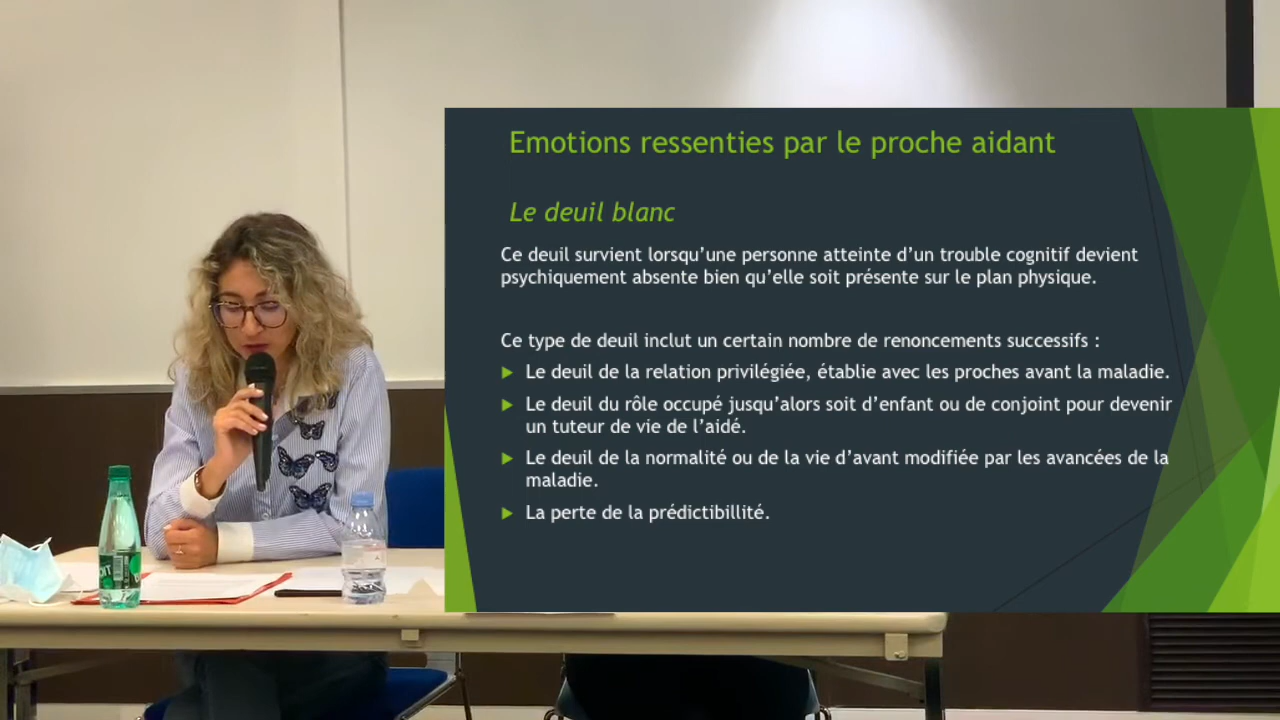 Emotions ressenties par le proche aidant
Le deuil blanc
Ce deuil survient lorsqu'une personne atteinte d'un trouble cognitif devient
psychiquement absente bien qu'elle soit présente sur le plan physique.
Ce type de deuil inclut un certain nombre de renoncements successifs :
Le deuil de la relation privilégiée, établie avec les proches avant la maladie.
Le deuil du rôle occupé jusqu'alors soit d'enfant ou de conjoint pour devenir
un tuteur de vie de l'aidé.
Le deuil de la normalité ou de la vie d'avant modifiée par les avancées de la
maladie.
La perte de la prédictibillité.